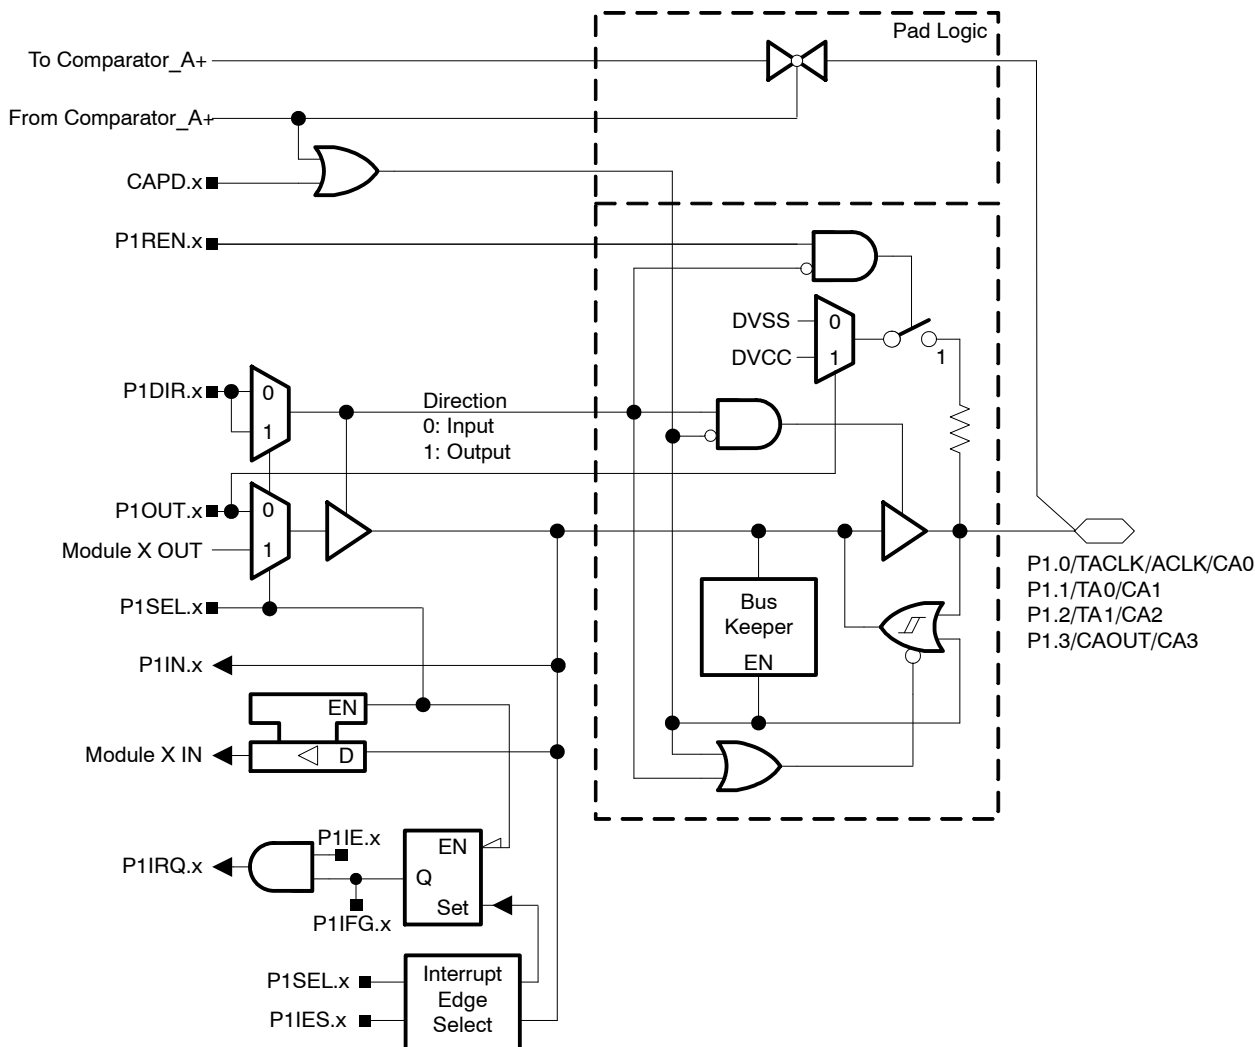 Pad Logic
To Comparator_A+
From Comparator_A+
CAPD.x
P1REN.x
DVSS
0
DVCC
1
1
P1DIR.x
0
1
Direction
0: Input
1: Output
P1OUT.x
0
Module X OUT
1
P1SEL.x
Bus
Keeper
EN
P1.0/TACLK/ACLK/CA0
P1.1/TA0/CA1
P1.2/TA1/CA2
P1.3/CAOUT/CA3
P1IN.x
EN
Module X IN
D
P1IRQ.x
P1IE.x
P1IFG.x
EN
Q
Set
P1SEL.x
P1IES.x
Interrupt
Edge
Select